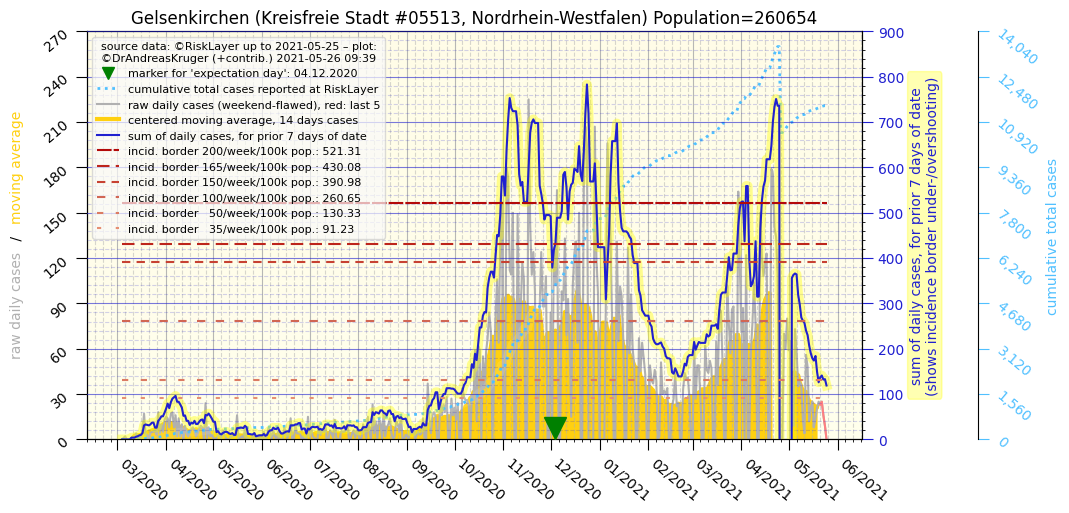 Gelsenkirchen (Kreisfreie Stadt #05513, Nordrhein-Westfalen) Population=260654
source data: ©RiskLayer up to 2021-05-25 – plot:
©DrAndreasKruger (+contrib.) 2021-05-26 09:39
marker for 'expectation day': 04.12.2020
cumulative total cases reported at RiskLayer
raw daily cases (weekend-flawed), red: last 5
centered moving average, 14 days cases
sum of daily cases, for prior 7 days of date
incid. border 200/week/100k pop.: 521.31
incid. border 165/week/100k pop.: 430.08
incid. border 150/week/100k pop.: 390.98
incid. border 100/week/100k pop.: 260.65
incid. border   50/week/100k pop.: 130.33
incid. border   35/week/100k pop.: 91.23
raw daily cases   /   moving average
270
240
210
180
150
120
90
60
30
0
03/2020
04/2020
05/2020
06/2020
07/2020
08/2020
09/2020
10/2020
11/2020
12/2020
01/2021
02/2021
03/2021
04/2021
05/2021
06/2021
900
800
700
600
500
400
300
200
100
0
sum of daily cases, for prior 7 days of date
(shows incidence border under-/overshooting)
14,040
12,480
10,920
9,360
7,800
6,240
4,680
3,120
1,560
0
cumulative total cases